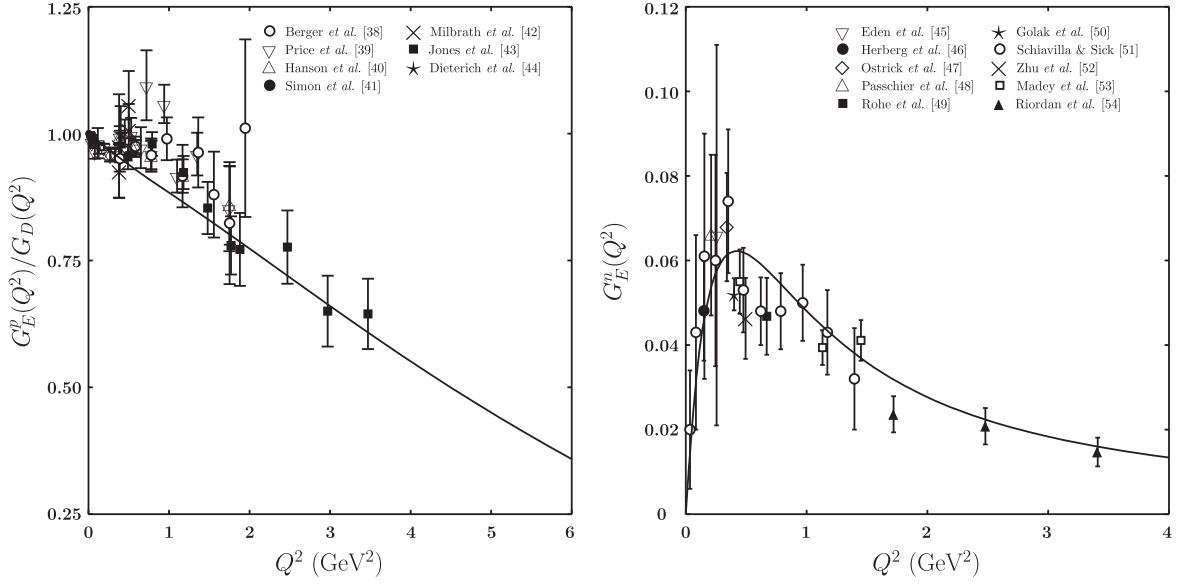 1.25
1.00
0.75
0.50
0.25
0
1
2
3
4
5
6
G_E^p(Q^2)/G_D(Q^2)
Q^2 (GeV^2)
Berger et al. [38]
Price et al. [39]
Hanson et al. [40]
Simon et al. [41]
Milbrath et al. [42]
Jones et al. [43]
Dieterich et al. [44]
0.12
0.10
0.08
0.06
0.04
0.02
0
0
1
2
3
4
G_E^n(Q^2)
Q^2 (GeV^2)
Eden et al. [45]
Herberg et al. [46]
Ostrick et al. [47]
Passchier et al. [48]
Rohe et al. [49]
Golak et al. [50]
Schiavilla & Sick [51]
Zhu et al. [52]
Madey et al. [53]
Riordan et al. [54]